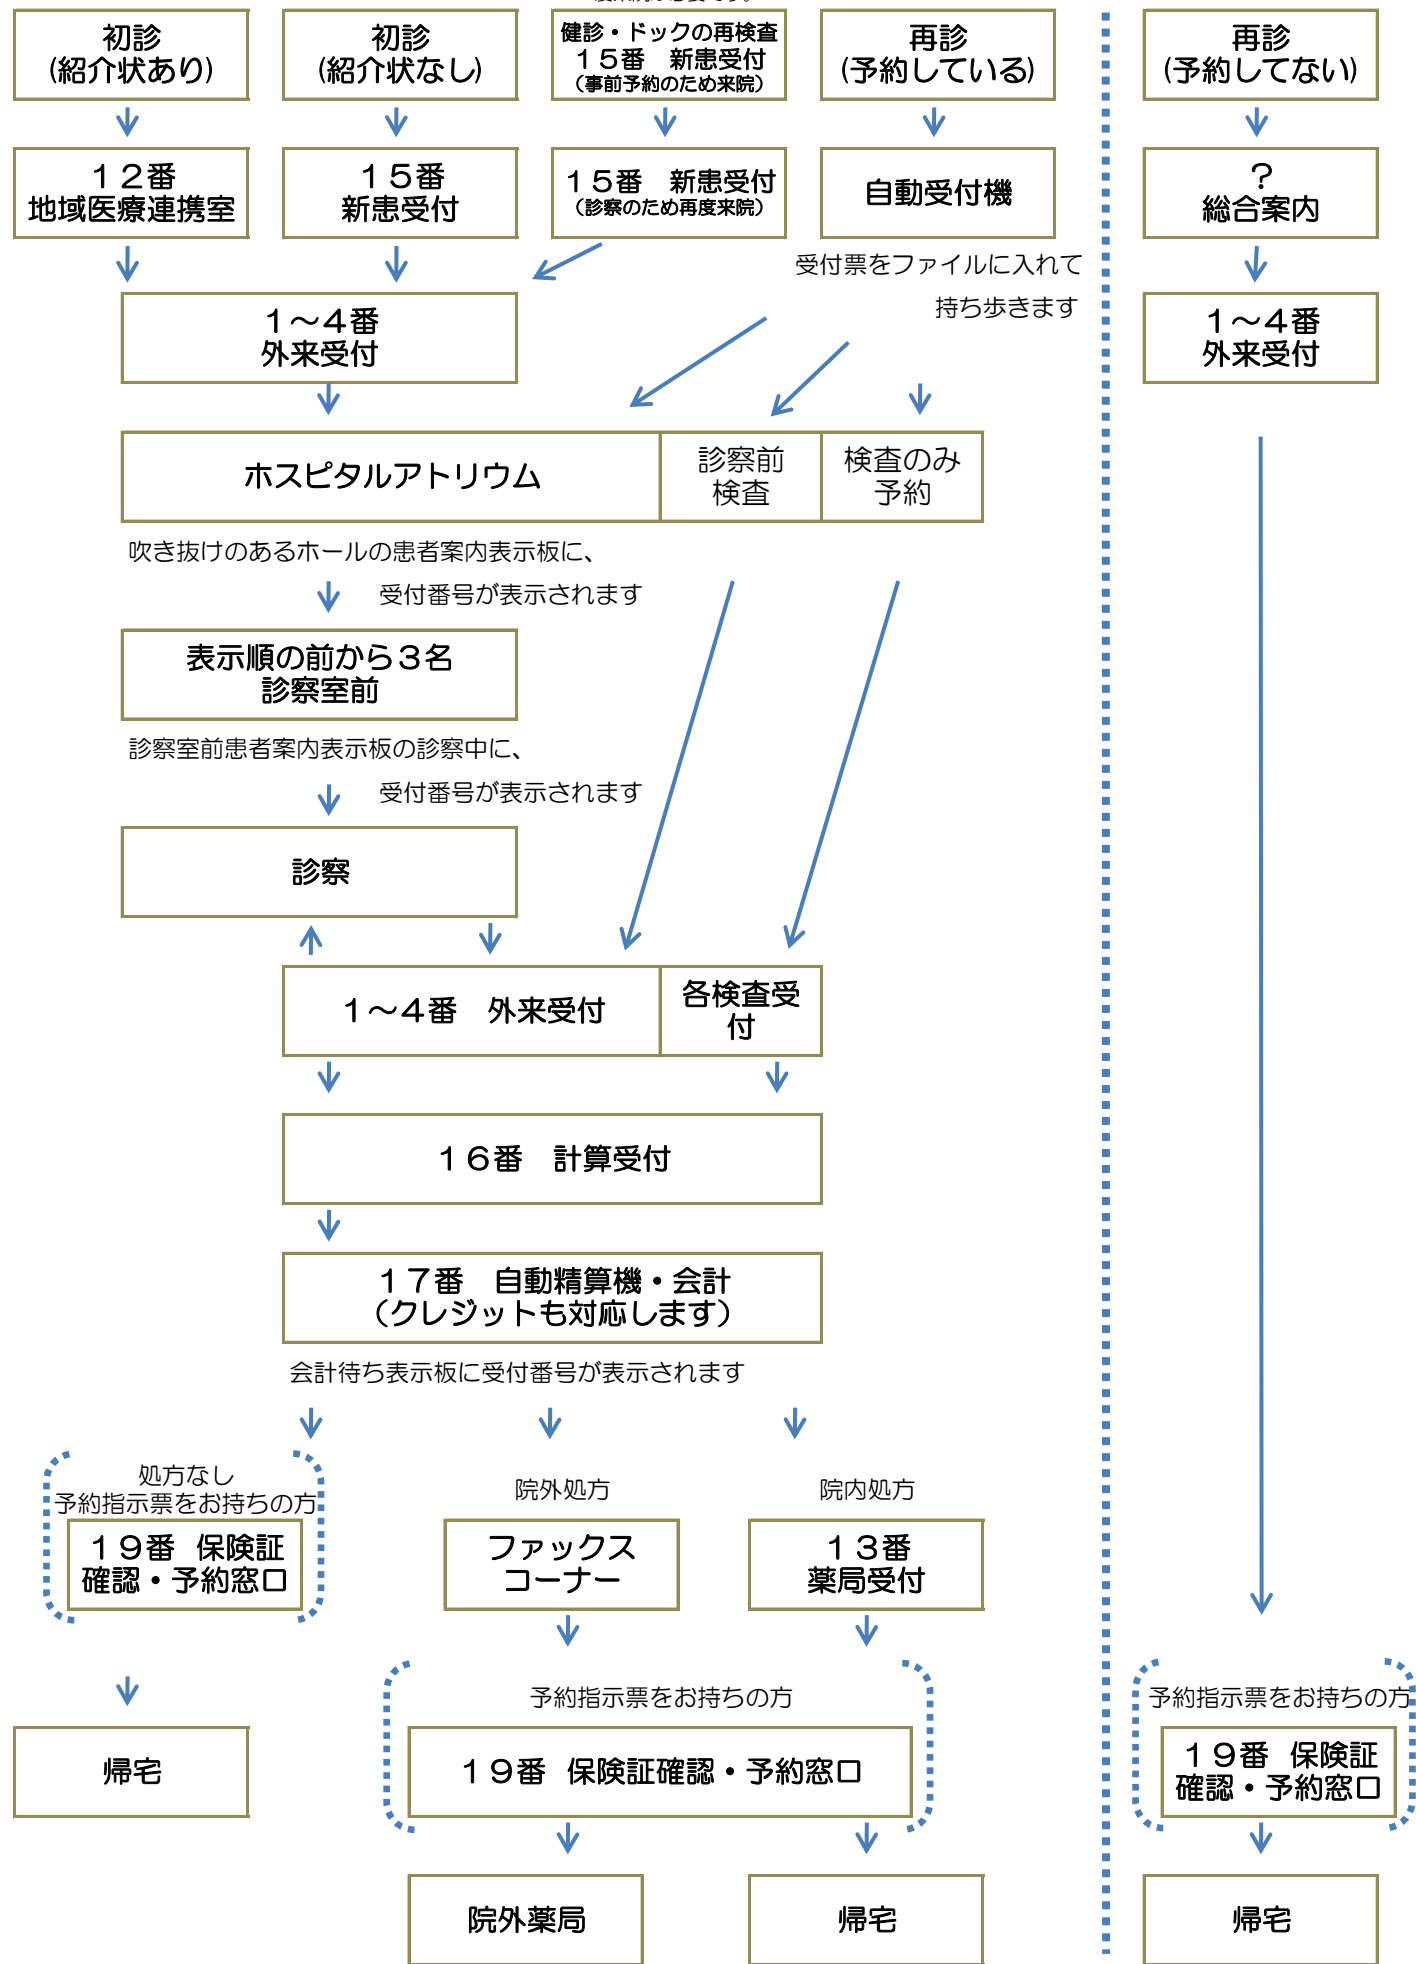 初診
(紹介状あり)
初診
(紹介状なし)
健診・ドックの再検査
１５番　新患受付
（事前予約のため来院）
再診
(予約している)
再診
(予約してない)
１２番
地域医療連携室
１５番
新患受付
１５番　新患受付
（診察のため再度来院）
自動受付機
？
総合案内
受付票をファイルに入れて
持ち歩きます
１～４番
外来受付
１～４番
外来受付
ホスピタルアトリウム
診察前
検査
検査のみ
予約
吹き抜けのあるホールの患者案内表示板に、
受付番号が表示されます
表示順の前から３名
診察室前
診察室前患者案内表示板の診察中に、
受付番号が表示されます
診察
１～４番　外来受付
各検査受
付
１６番　計算受付
１７番　自動精算機・会計
（クレジットも対応します）
会計待ち表示板に受付番号が表示されます
処方なし
予約指示票をお持ちの方
１９番 保険証
確認・予約窓口
院外処方
ファックス
コーナー
院内処方
１３番
薬局受付
予約指示票をお持ちの方
１９番 保険証確認・予約窓口
予約指示票をお持ちの方
１９番 保険証
確認・予約窓口
帰宅
院外薬局
帰宅
帰宅